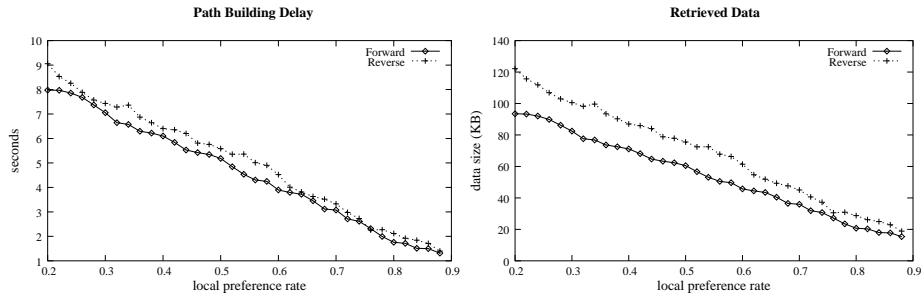 Path Building Delay
10
9
8
7
6
5
4
3
2
1
seconds
0.2 0.3 0.4 0.5 0.6 0.7 0.8 0.9
local preference rate
Forward
Reverse
Retrieved Data
140
120
100
80
60
40
20
0
data size (KB)
0.2 0.3 0.4 0.5 0.6 0.7 0.8 0.9
local preference rate
Forward
Reverse